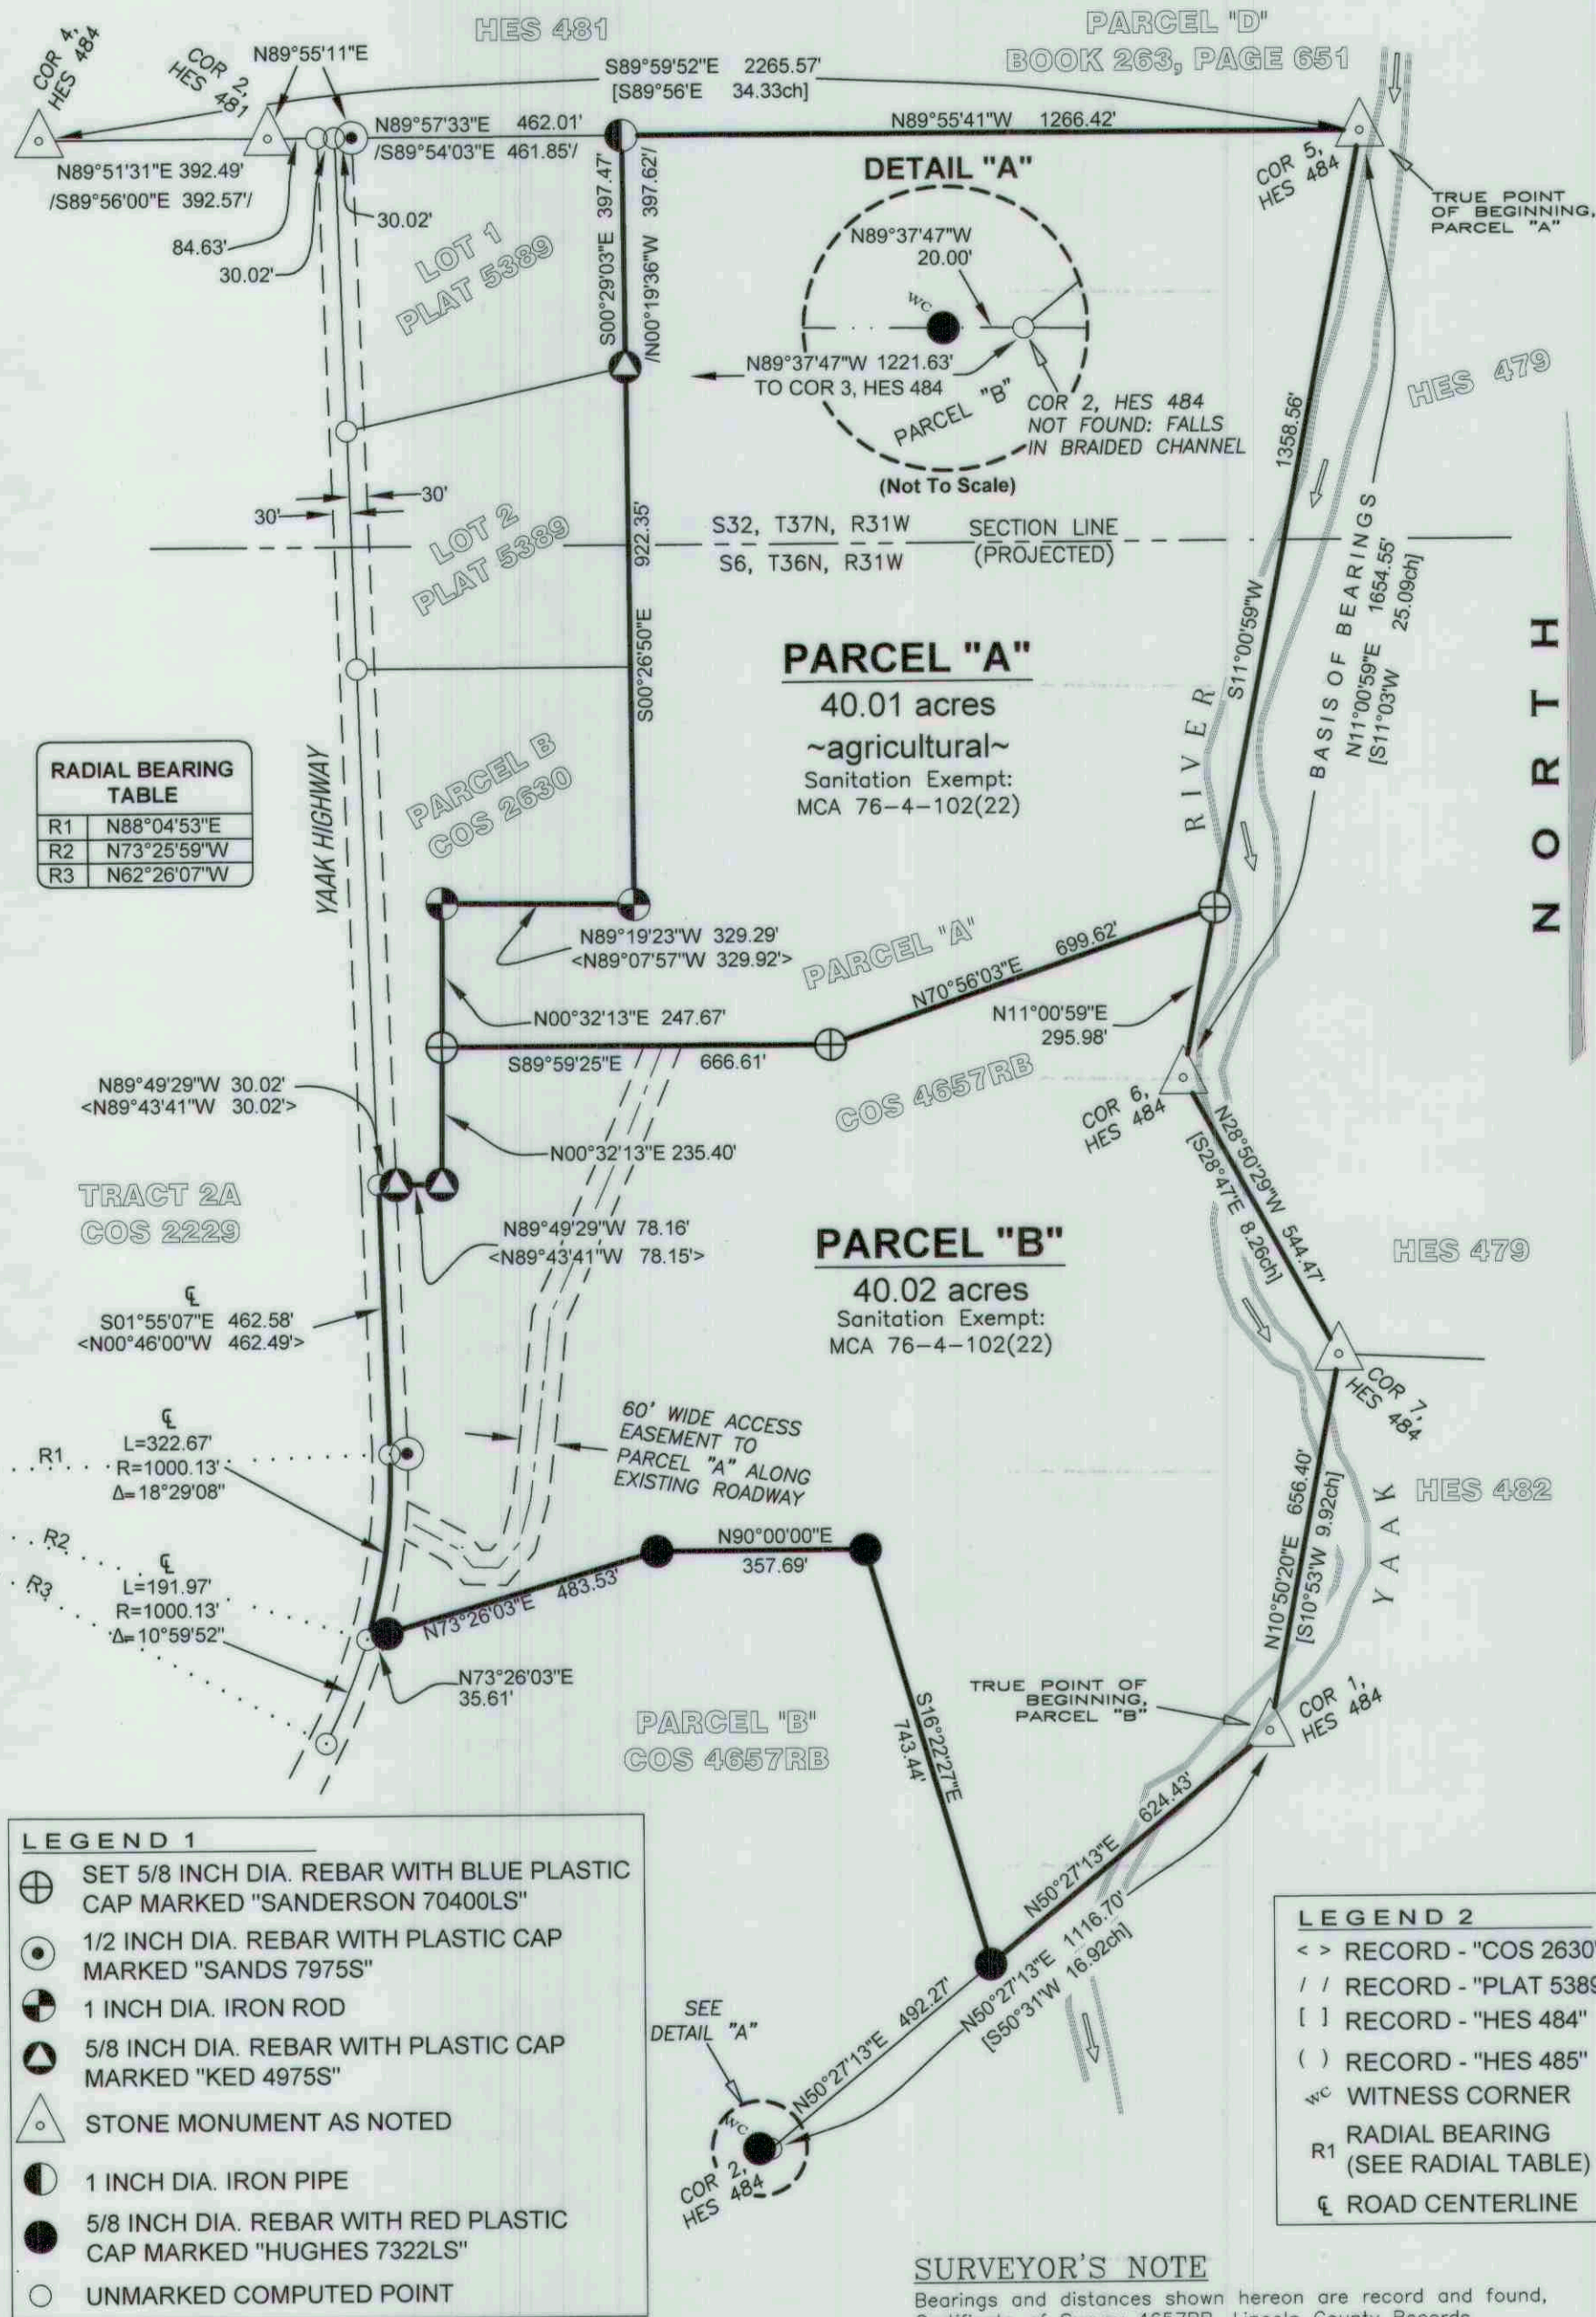 HES 481
PARCEL "D"
BOOK 263, PAGE 651
COR 4,
HES 484
COR 2,
HES 481
N89°55'11"E
S89°59'52"E 2265.57'
[S89°56'E 34.33ch]
N89°57'33"E 462.01'
/S89°54'03"E 461.85'/
N89°55'41"W 1266.42'
N89°51'31"E 392.49'
/S89°56'00"E 392.57'/
84.63'
30.02'
30.02'
COR 5,
HES 484
TRUE POINT
OF BEGINNING,
PARCEL "A"
LOT 1
PLAT 5389
S00°29'03"E 397.47'
/N00°19'36"W 397.62'/
DETAIL "A"
N89°37'47"W
20.00'
WC
N89°37'47"W 1221.63'
TO COR 3, HES 484
PARCEL "B"
COR 2, HES 484
NOT FOUND: FALLS
IN BRAIDED CHANNEL
(Not To Scale)
HES 479
1358.56'
S11°00'59"W
30'
30'
LOT 2
PLAT 5389
922.35'
S00°26'50"E
S32, T37N, R31W
S6, T36N, R31W
SECTION LINE
(PROJECTED)
BASIS OF BEARINGS
N11°00'59"E 1654.55'
[S11°03'W 25.09ch]
NORTH
PARCEL "A"
40.01 acres
~agricultural~
Sanitation Exempt:
MCA 76-4-102(22)
RIVER
RADIAL BEARING
TABLE
R1 N88°04'53"E
R2 N73°25'59"W
R3 N62°26'07"W
YAAK HIGHWAY
PARCEL B
COS 2630
N89°19'23"W 329.29'
<N89°07'57"W 329.92'>
PARCEL "A"
N70°56'03"E 699.62'
N00°32'13"E 247.67'
N11°00'59"E
295.98'
S89°59'25"E 666.61'
COS 4657RB
COR 6,
HES 484
N89°49'29"W 30.02'
<N89°43'41"W 30.02'>
N00°32'13"E 235.40'
N28°50'29"W 544.47'
[S28°47'E 8.26ch]
TRACT 2A
COS 2229
N89°49'29"W 78.16'
<N89°43'41"W 78.15'>
PARCEL "B"
40.02 acres
Sanitation Exempt:
MCA 76-4-102(22)
HES 479
℄
S01°55'07"E 462.58'
<N00°46'00"W 462.49'>
COR 7,
HES 484
60' WIDE ACCESS
EASEMENT TO
PARCEL "A" ALONG
EXISTING ROADWAY
R1
℄
L=322.67'
R=1000.13'
Δ=18°29'08"
HES 482
YAAK
N10°50'20"E 656.40'
[S10°53'W 9.92ch]
N90°00'00"E
357.69'
R2
R3
℄
L=191.97'
R=1000.13'
Δ=10°59'52"
N73°26'03"E 483.53'
N73°26'03"E
35.61'
TRUE POINT OF
BEGINNING,
PARCEL "B"
COR 1,
HES 484
PARCEL "B"
COS 4657RB
S16°22'27"E
743.44'
N50°27'13"E 624.43'
N50°27'13"E 1116.70'
[S50°31'W 16.92ch]
N50°27'13"E 492.27'
SEE
DETAIL "A"
WC
COR 2,
HES 484
LEGEND 1
SET 5/8 INCH DIA. REBAR WITH BLUE PLASTIC
CAP MARKED "SANDERSON 70400LS"
1/2 INCH DIA. REBAR WITH PLASTIC CAP
MARKED "SANDS 7975S"
1 INCH DIA. IRON ROD
5/8 INCH DIA. REBAR WITH PLASTIC CAP
MARKED "KED 4975S"
STONE MONUMENT AS NOTED
1 INCH DIA. IRON PIPE
5/8 INCH DIA. REBAR WITH RED PLASTIC
CAP MARKED "HUGHES 7322LS"
UNMARKED COMPUTED POINT
LEGEND 2
< > RECORD - "COS 2630"
/ / RECORD - "PLAT 5389
[ ] RECORD - "HES 484"
( ) RECORD - "HES 485"
WC WITNESS CORNER
R1 RADIAL BEARING
(SEE RADIAL TABLE)
℄ ROAD CENTERLINE
SURVEYOR'S NOTE
Bearings and distances shown hereon are record and found,